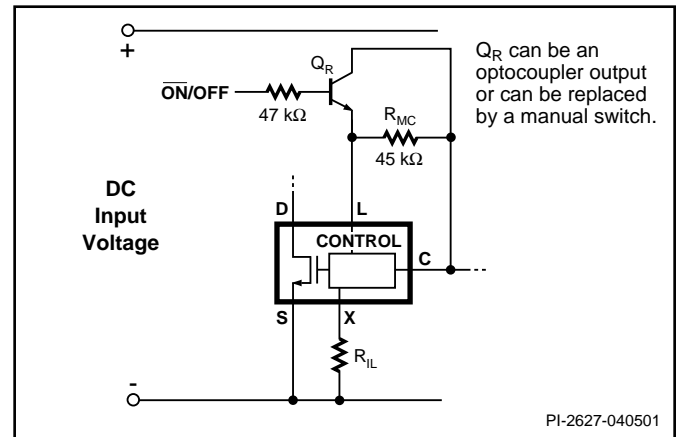 +
Q_R
Q_R can be an
optocoupler output
or can be replaced
by a manual switch.
O̅N̅/OFF
47 kΩ
R_MC
45 kΩ
DC
Input
Voltage
D
L
CONTROL
C
S
X
R_IL
-
PI-2627-040501